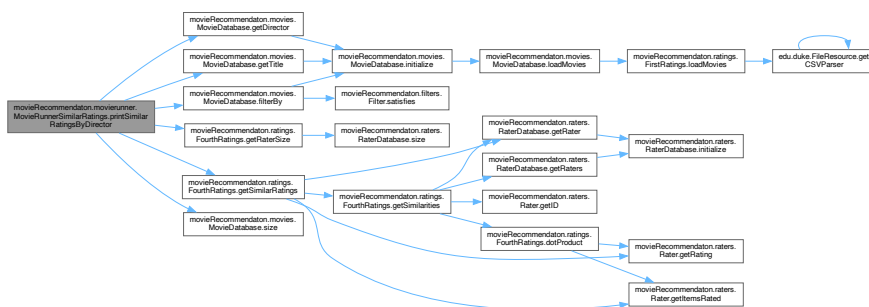 movieRecommendaton.movierunner.
MovieRunnerSimilarRatings.printSimilar
RatingsByDirector
movieRecommendaton.movies.
MovieDatabase.getDirector
movieRecommendaton.movies.
MovieDatabase.getTitle
movieRecommendaton.movies.
MovieDatabase.filterBy
movieRecommendaton.ratings.
FourthRatings.getRaterSize
movieRecommendaton.ratings.
FourthRatings.getSimilarRatings
movieRecommendaton.movies.
MovieDatabase.size
movieRecommendaton.movies.
MovieDatabase.initialize
movieRecommendaton.filters.
Filter.satisfies
movieRecommendaton.raters.
RaterDatabase.size
movieRecommendaton.ratings.
FourthRatings.getSimilarities
movieRecommendaton.movies.
MovieDatabase.loadMovies
movieRecommendaton.raters.
RaterDatabase.getRater
movieRecommendaton.raters.
RaterDatabase.getRaters
movieRecommendaton.raters.
Rater.getID
movieRecommendaton.ratings.
FourthRatings.dotProduct
movieRecommendaton.ratings.
FirstRatings.loadMovies
movieRecommendaton.raters.
RaterDatabase.initialize
movieRecommendaton.raters.
Rater.getRating
movieRecommendaton.raters.
Rater.getItemsRated
edu.duke.FileResource.get
CSVParser